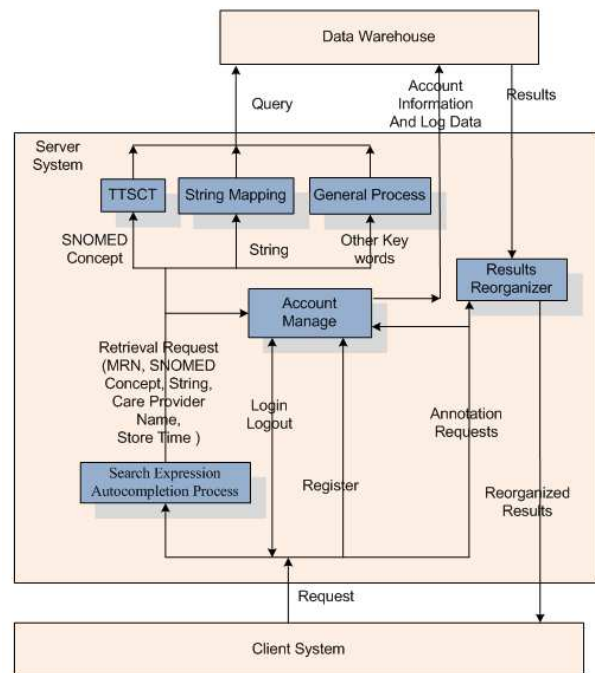 Data Warehouse
Account
Information
And Log Data
Results
Query
Server
System
TTSCT
String Mapping
General Process
SNOMED
Concept
String
Other Key
words
Results
Reorganizer
Account
Manage
Retrieval Request
(MRN, SNOMED
Concept, String,
Care Provider
Name,
Store Time )
Login
Logout
Annotation
Requests
Search Expression
Autocompletion Process
Register
Reorganized
Results
Request
Client System